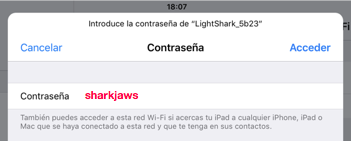 18:07
Introduce la contraseña de “LightShark_5b23”
Cancelar Contraseña Acceder
Contraseña sharkjaws
También puedes acceder a esta red Wi-Fi si acercas tu iPad a cualquier iPhone, iPad o
Mac que se haya conectado a esta red y que te tenga en sus contactos.